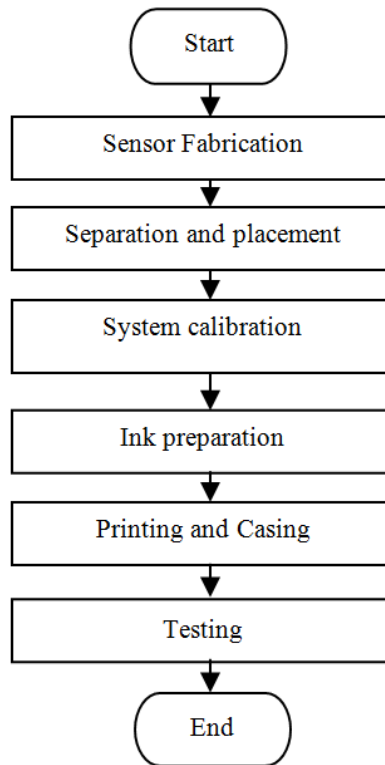 Start
Sensor Fabrication
Separation and placement
System calibration
Ink preparation
Printing and Casing
Testing
End